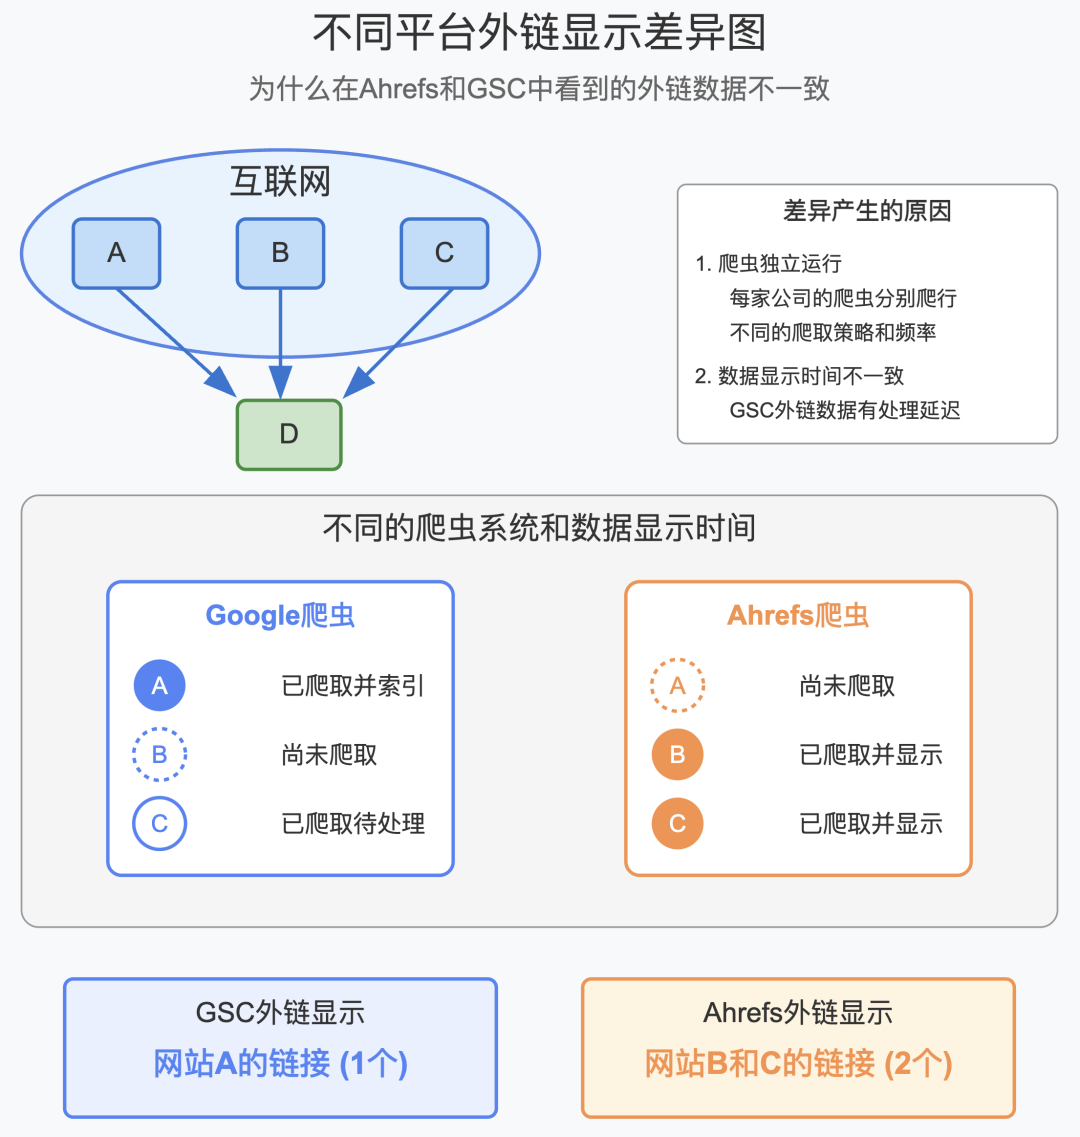 不同平台外链显示差异图
为什么在Ahrefs和GSC中看到的外链数据不一致
互联网
A
B
C
D
差异产生的原因
1. 爬虫独立运行
每家公司的爬虫分别爬行
不同的爬取策略和频率
2. 数据显示时间不一致
GSC外链数据有处理延迟
不同的爬虫系统和数据显示时间
Google爬虫
A 已爬取并索引
B 尚未爬取
C 已爬取待处理
Ahrefs爬虫
A 尚未爬取
B 已爬取并显示
C 已爬取并显示
GSC外链显示
网站A的链接 (1个)
Ahrefs外链显示
网站B和C的链接 (2个)